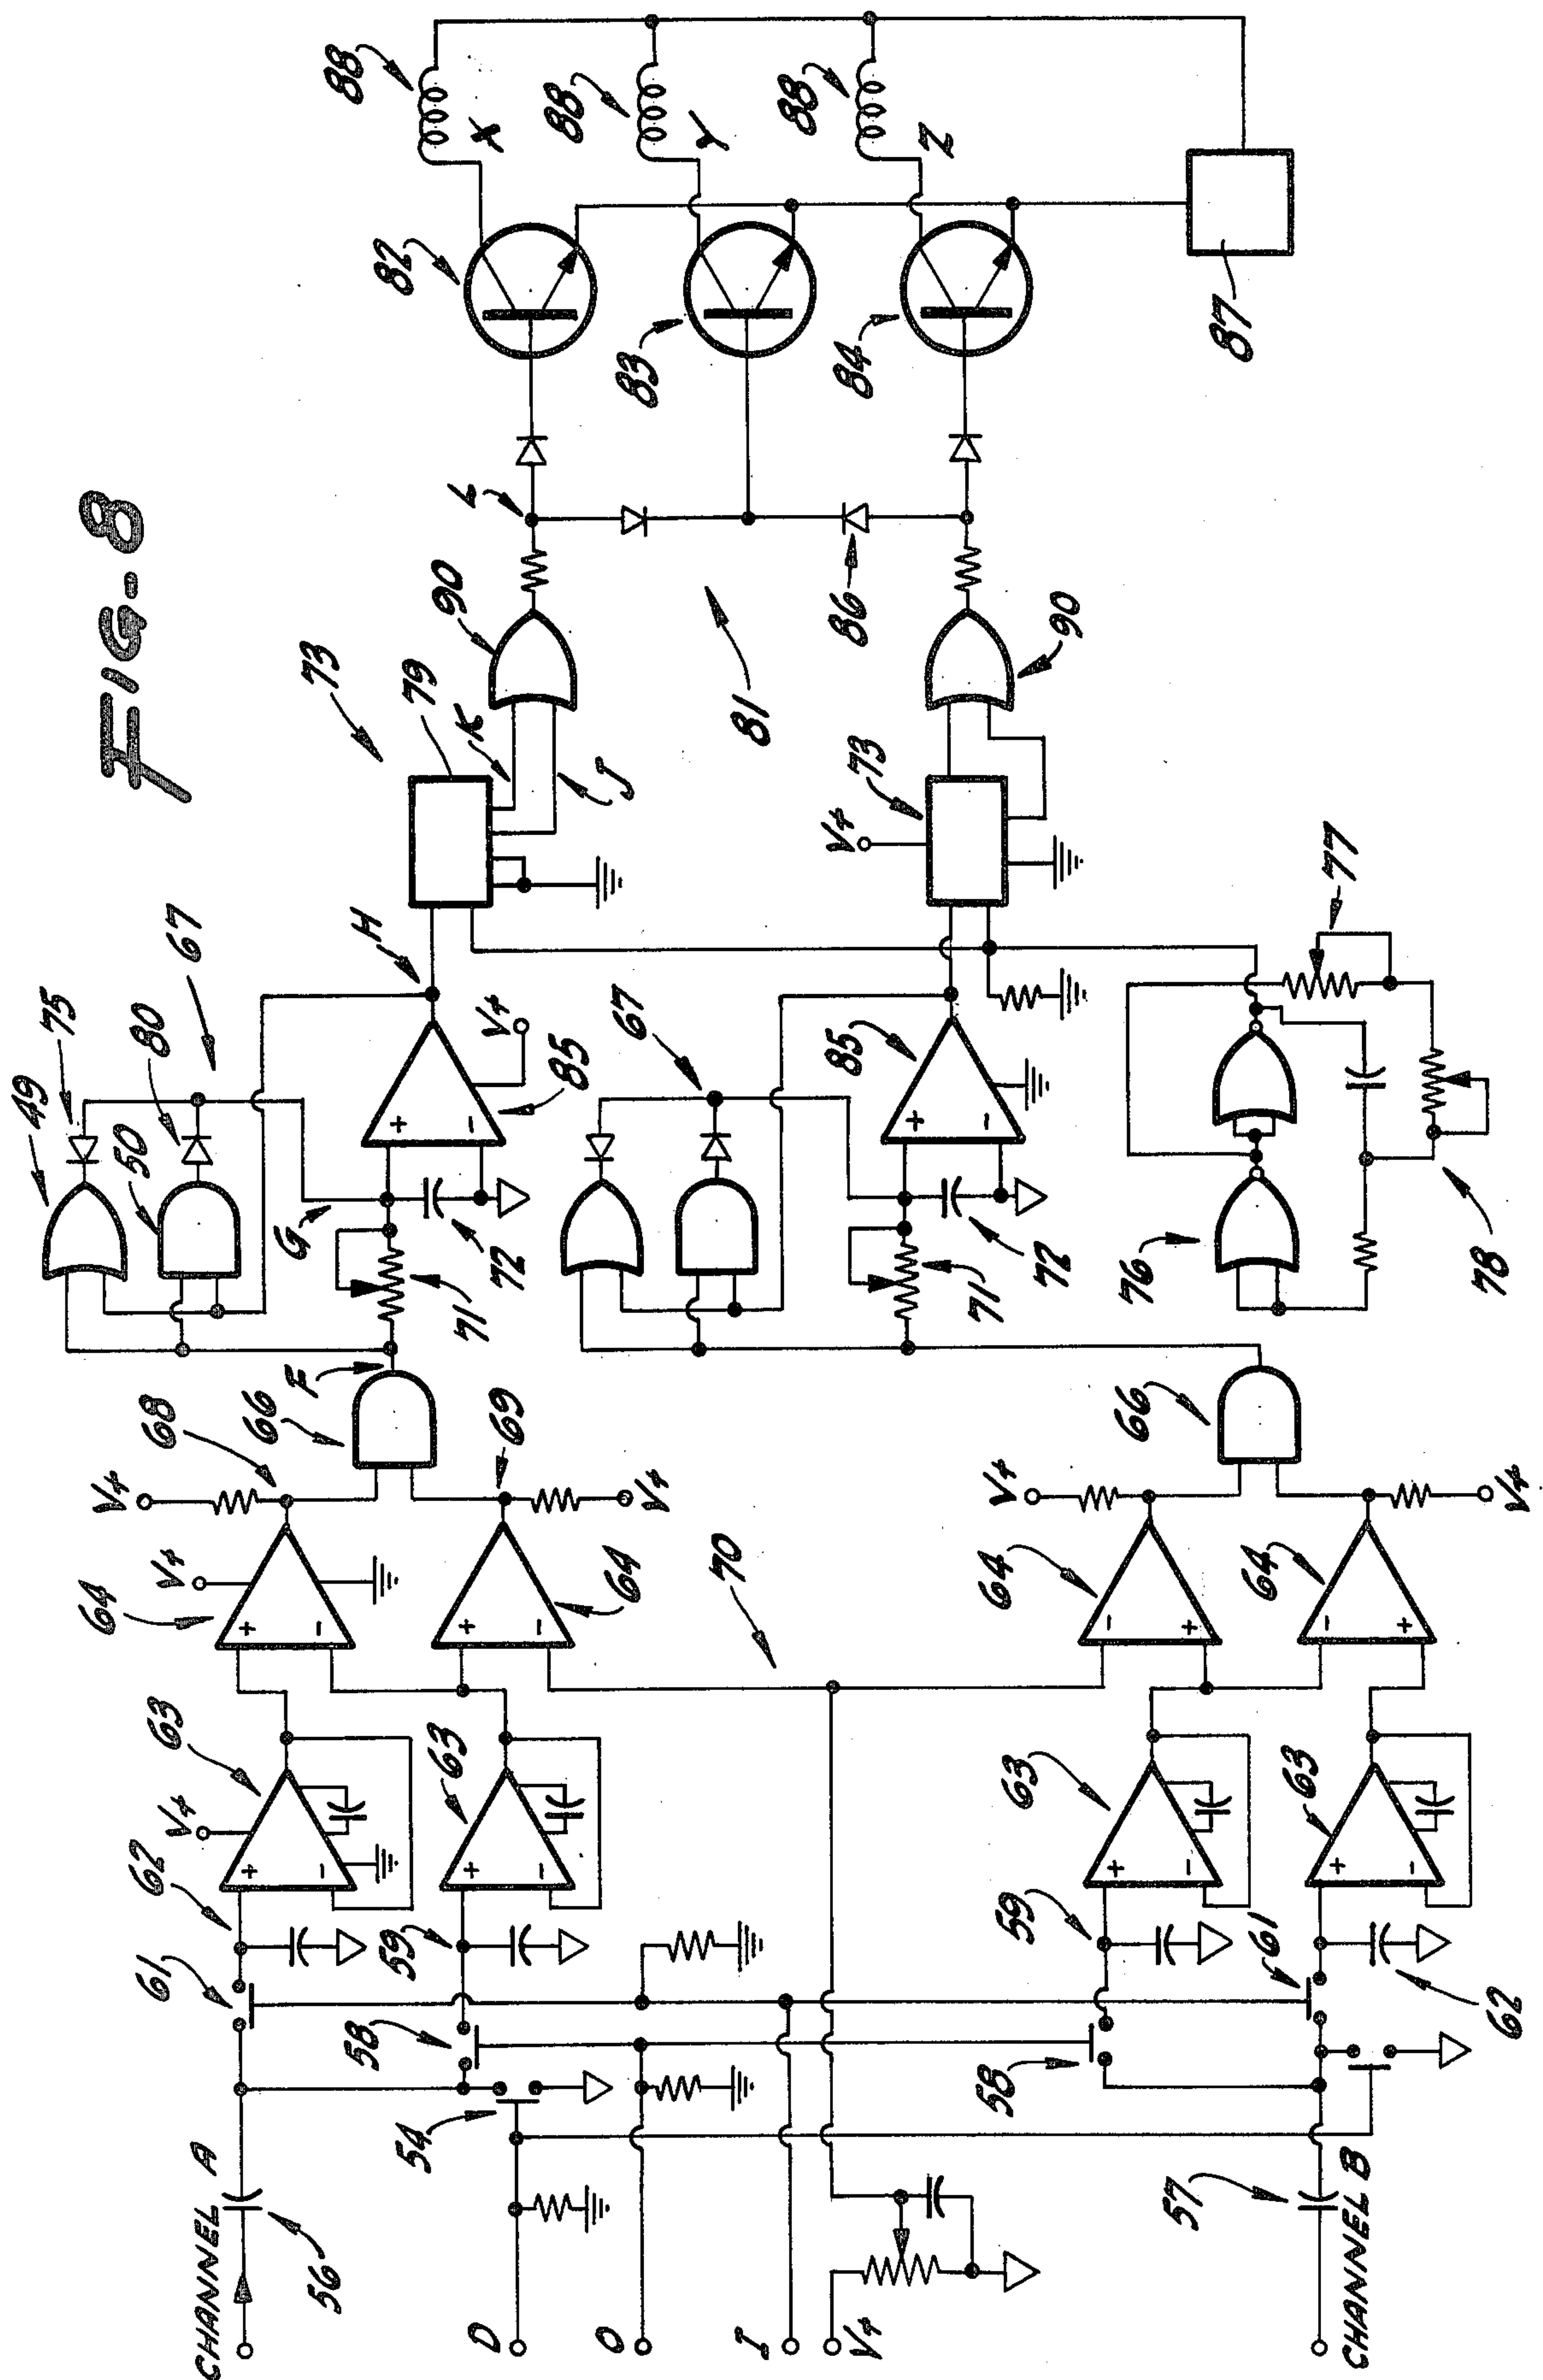 FIG-8
CHANNEL A
56
D
O
I
V+
CHANNEL B
57
54
58
58
61
59
62
V+
63
63
59
61
62
63
63
64
V+
64
70
64
64
V+
68
66
69
V+
V+
66
V+
F
49
50
75
80
67
G
71
72
H
V+
85
67
71
72
85
76
77
78
73
79
K
J
90
V+
73
90
81
L
86
82
83
84
87
88
X
88
Y
88
Z